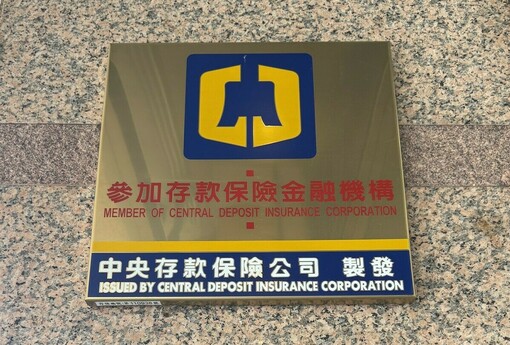 參加存款保險金融機構
MEMBER OF CENTRAL DEPOSIT INSURANCE CORPORATION
中央存款保險公司 製發
ISSUED BY CENTRAL DEPOSIT INSURANCE CORPORATION